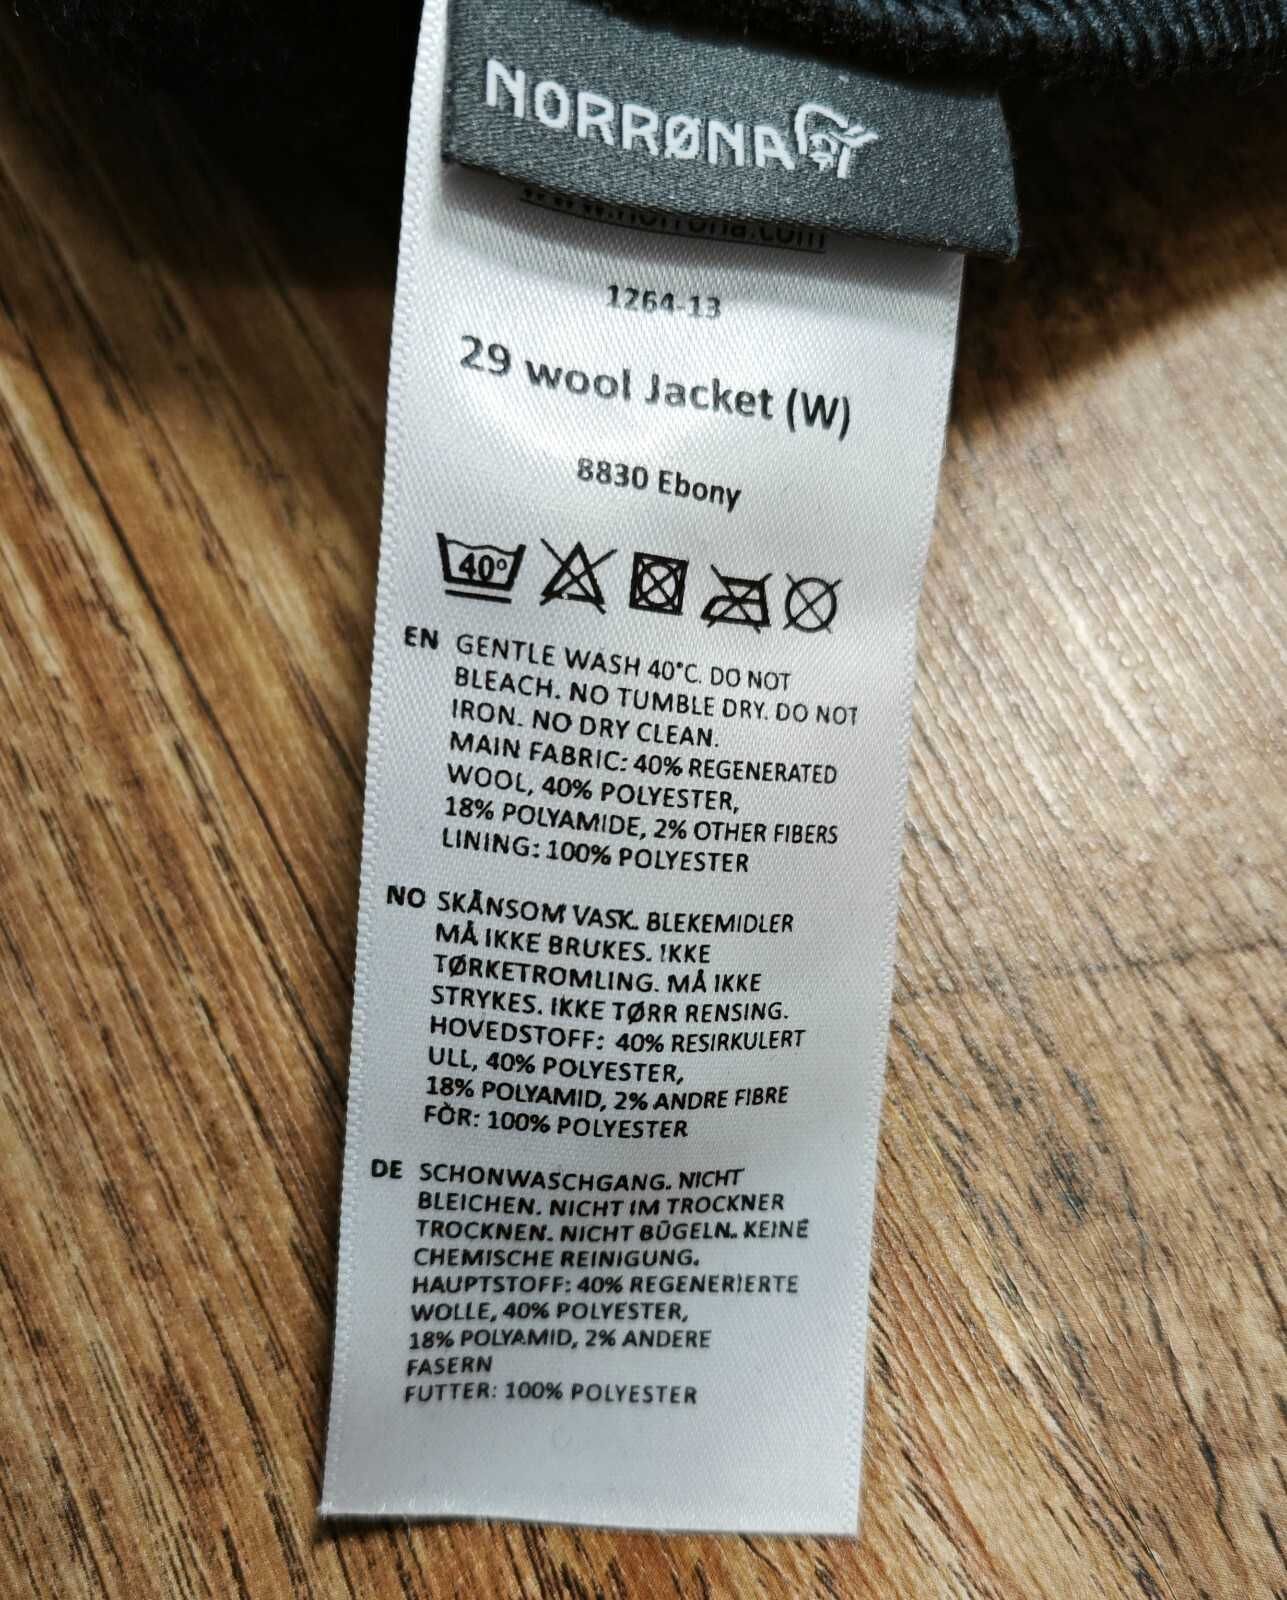 NORRØNA
www.norrona.com
1264-13
29 wool Jacket (W)
8830 Ebony
40°
EN GENTLE WASH 40°C. DO NOT
BLEACH. NO TUMBLE DRY. DO NOT
IRON. NO DRY CLEAN.
MAIN FABRIC: 40% REGENERATED
WOOL, 40% POLYESTER,
18% POLYAMIDE, 2% OTHER FIBERS
LINING: 100% POLYESTER
NO SKÅNSOM VASK. BLEKEMIDLER
MÅ IKKE BRUKES. IKKE
TØRKETROMLING. MÅ IKKE
STRYKES. IKKE TØRR RENSING.
HOVEDSTOFF: 40% RESIRKULERT
ULL, 40% POLYESTER,
18% POLYAMID, 2% ANDRE FIBRE
FÒR: 100% POLYESTER
DE SCHONWASCHGANG. NICHT
BLEICHEN. NICHT IM TROCKNER
TROCKNEN. NICHT BÜGELN. KEINE
CHEMISCHE REINIGUNG.
HAUPTSTOFF: 40% REGENERIERTE
WOLLE, 40% POLYESTER,
18% POLYAMID, 2% ANDERE
FASERN
FUTTER: 100% POLYESTER